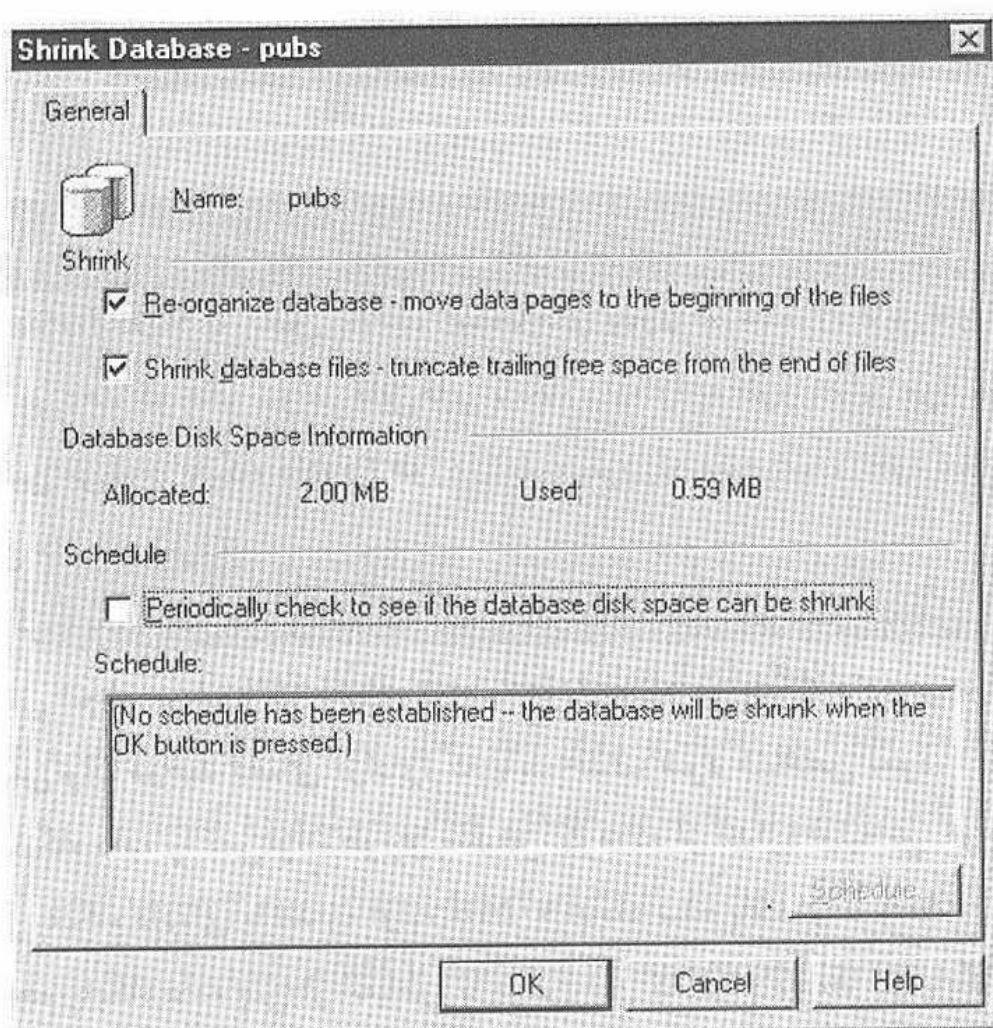 Shrink Database - pubs
General
Name: pubs
Shrink
Re-organize database - move data pages to the beginning of the files
Shrink database files - truncate trailing free space from the end of files
Database Disk Space Information
Allocated: 2.00 MB Used: 0.59 MB
Schedule
Periodically check to see if the database disk space can be shrunk
Schedule:
(No schedule has been established -- the database will be shrunk when the
OK button is pressed.)
Schedule...
OK Cancel Help